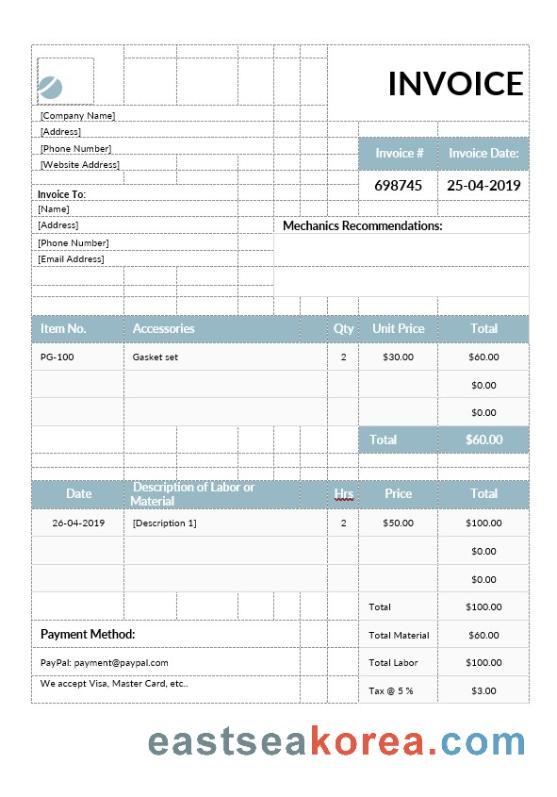 INVOICE
[Company Name]
[Address]
[Phone Number]
[Website Address]
Invoice # Invoice Date:
698745 25-04-2019
Invoice To:
[Name]
[Address]
[Phone Number]
[Email Address]
Mechanics Recommendations:
Item No. Accessories Qty Unit Price Total
PG-100 Gasket set 2 $30.00 $60.00
$0.00
$0.00
Total $60.00
Date Description of Labor or Material Hrs Price Total
26-04-2019 [Description 1] 2 $50.00 $100.00
$0.00
$0.00
Total $100.00
Payment Method: Total Material $60.00
PayPal: payment@paypal.com Total Labor $100.00
We accept Visa, Master Card, etc.. Tax @ 5 % $3.00
eastseakorea.com